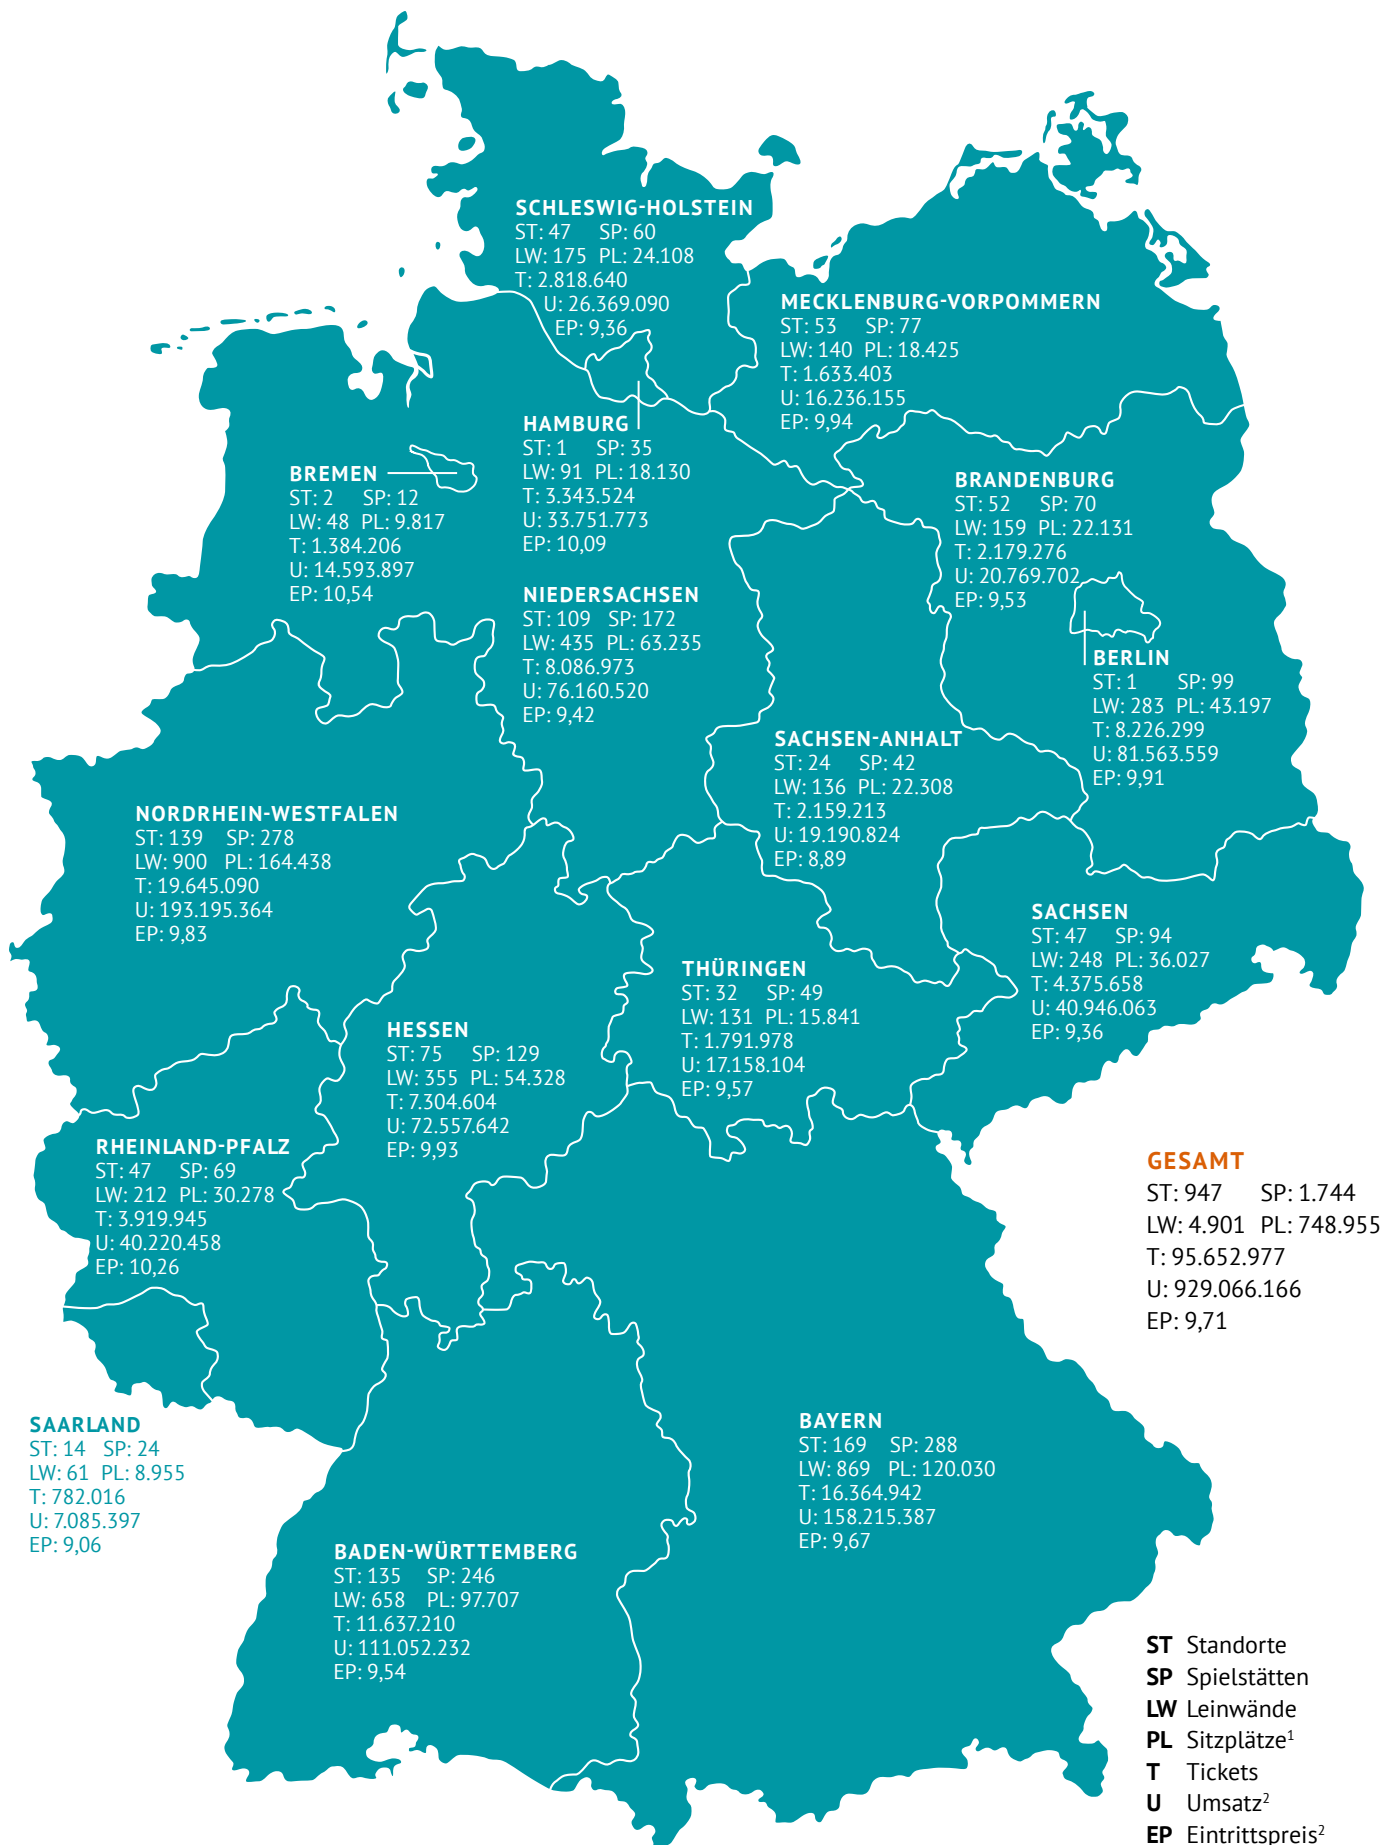 SCHLESWIG-HOLSTEIN
ST: 47 SP: 60
LW: 175 PL: 24.108
T: 2.818.640
U: 26.369.090
EP: 9,36
MECKLENBURG-VORPOMMERN
ST: 53 SP: 77
LW: 140 PL: 18.425
T: 1.633.403
U: 16.236.155
EP: 9,94
HAMBURG
ST: 1 SP: 35
LW: 91 PL: 18.130
T: 3.343.524
U: 33.751.773
EP: 10,09
BREMEN
ST: 2 SP: 12
LW: 48 PL: 9.817
T: 1.384.206
U: 14.593.897
EP: 10,54
BRANDENBURG
ST: 52 SP: 70
LW: 159 PL: 22.131
T: 2.179.276
U: 20.769.702
EP: 9,53
NIEDERSACHSEN
ST: 109 SP: 172
LW: 435 PL: 63.235
T: 8.086.973
U: 76.160.520
EP: 9,42
BERLIN
ST: 1 SP: 99
LW: 283 PL: 43.197
T: 8.226.299
U: 81.563.559
EP: 9,91
SACHSEN-ANHALT
ST: 24 SP: 42
LW: 136 PL: 22.308
T: 2.159.213
U: 19.190.824
EP: 8,89
NORDRHEIN-WESTFALEN
ST: 139 SP: 278
LW: 900 PL: 164.438
T: 19.645.090
U: 193.195.364
EP: 9,83
SACHSEN
ST: 47 SP: 94
LW: 248 PL: 36.027
T: 4.375.658
U: 40.946.063
EP: 9,36
THÜRINGEN
ST: 32 SP: 49
LW: 131 PL: 15.841
T: 1.791.978
U: 17.158.104
EP: 9,57
HESSEN
ST: 75 SP: 129
LW: 355 PL: 54.328
T: 7.304.604
U: 72.557.642
EP: 9,93
RHEINLAND-PFALZ
ST: 47 SP: 69
LW: 212 PL: 30.278
T: 3.919.945
U: 40.220.458
EP: 10,26
GESAMT
ST: 947 SP: 1.744
LW: 4.901 PL: 748.955
T: 95.652.977
U: 929.066.166
EP: 9,71
SAARLAND
ST: 14 SP: 24
LW: 61 PL: 8.955
T: 782.016
U: 7.085.397
EP: 9,06
BAYERN
ST: 169 SP: 288
LW: 869 PL: 120.030
T: 16.364.942
U: 158.215.387
EP: 9,67
BADEN-WÜRTTEMBERG
ST: 135 SP: 246
LW: 658 PL: 97.707
T: 11.637.210
U: 111.052.232
EP: 9,54
ST Standorte
SP Spielstätten
LW Leinwände
PL Sitzplätze¹
T Tickets
U Umsatz²
EP Eintrittspreis²